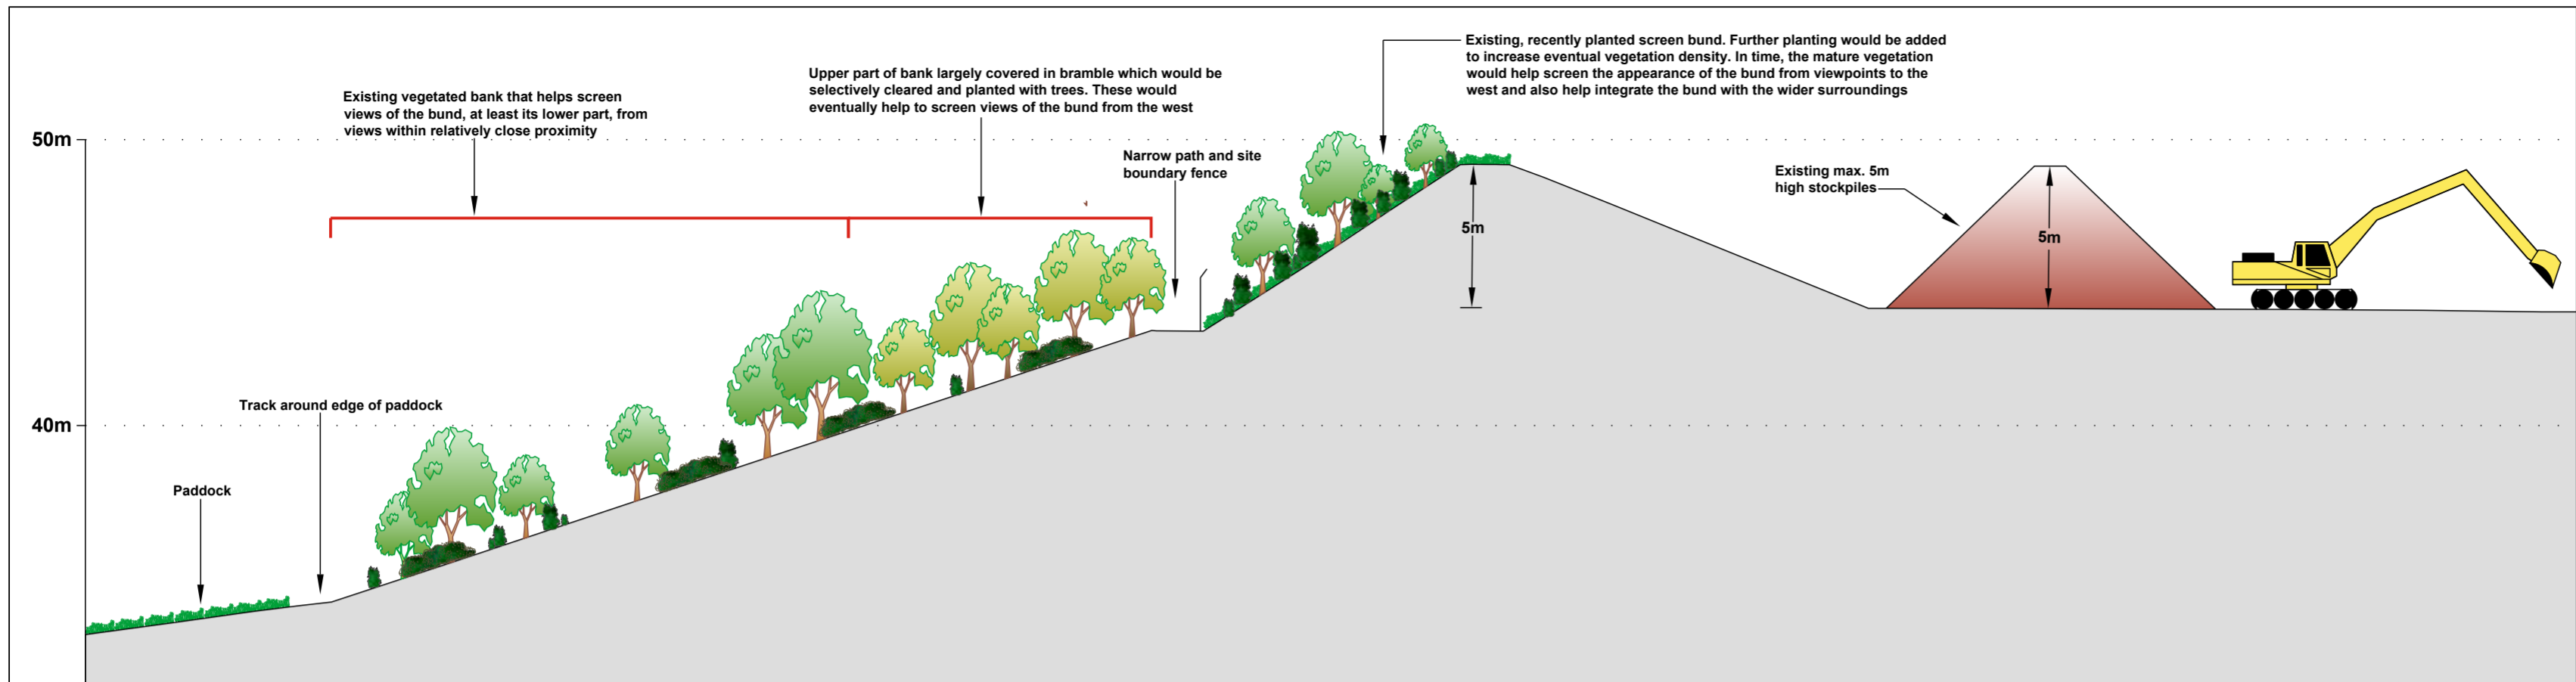 Existing, recently planted screen bund. Further planting would be added
to increase eventual vegetation density. In time, the mature vegetation
would help screen the appearance of the bund from viewpoints to the
west and also help integrate the bund with the wider surroundings
Upper part of bank largely covered in bramble which would be
selectively cleared and planted with trees. These would
eventually help to screen views of the bund from the west
Existing vegetated bank that helps screen
views of the bund, at least its lower part, from
views within relatively close proximity
50m
Narrow path and site
boundary fence
Existing max. 5m
high stockpiles
5m
5m
Track around edge of paddock
40m
Paddock